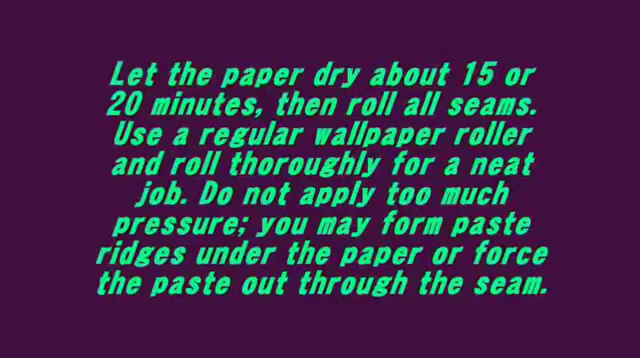 Let the paper dry about 15 or
20 minutes, then roll all seams.
Use a regular wallpaper roller
and roll thoroughly for a neat
job. Do not apply too much
pressure; you may form paste
ridges under the paper or force
the paste out through the seam.